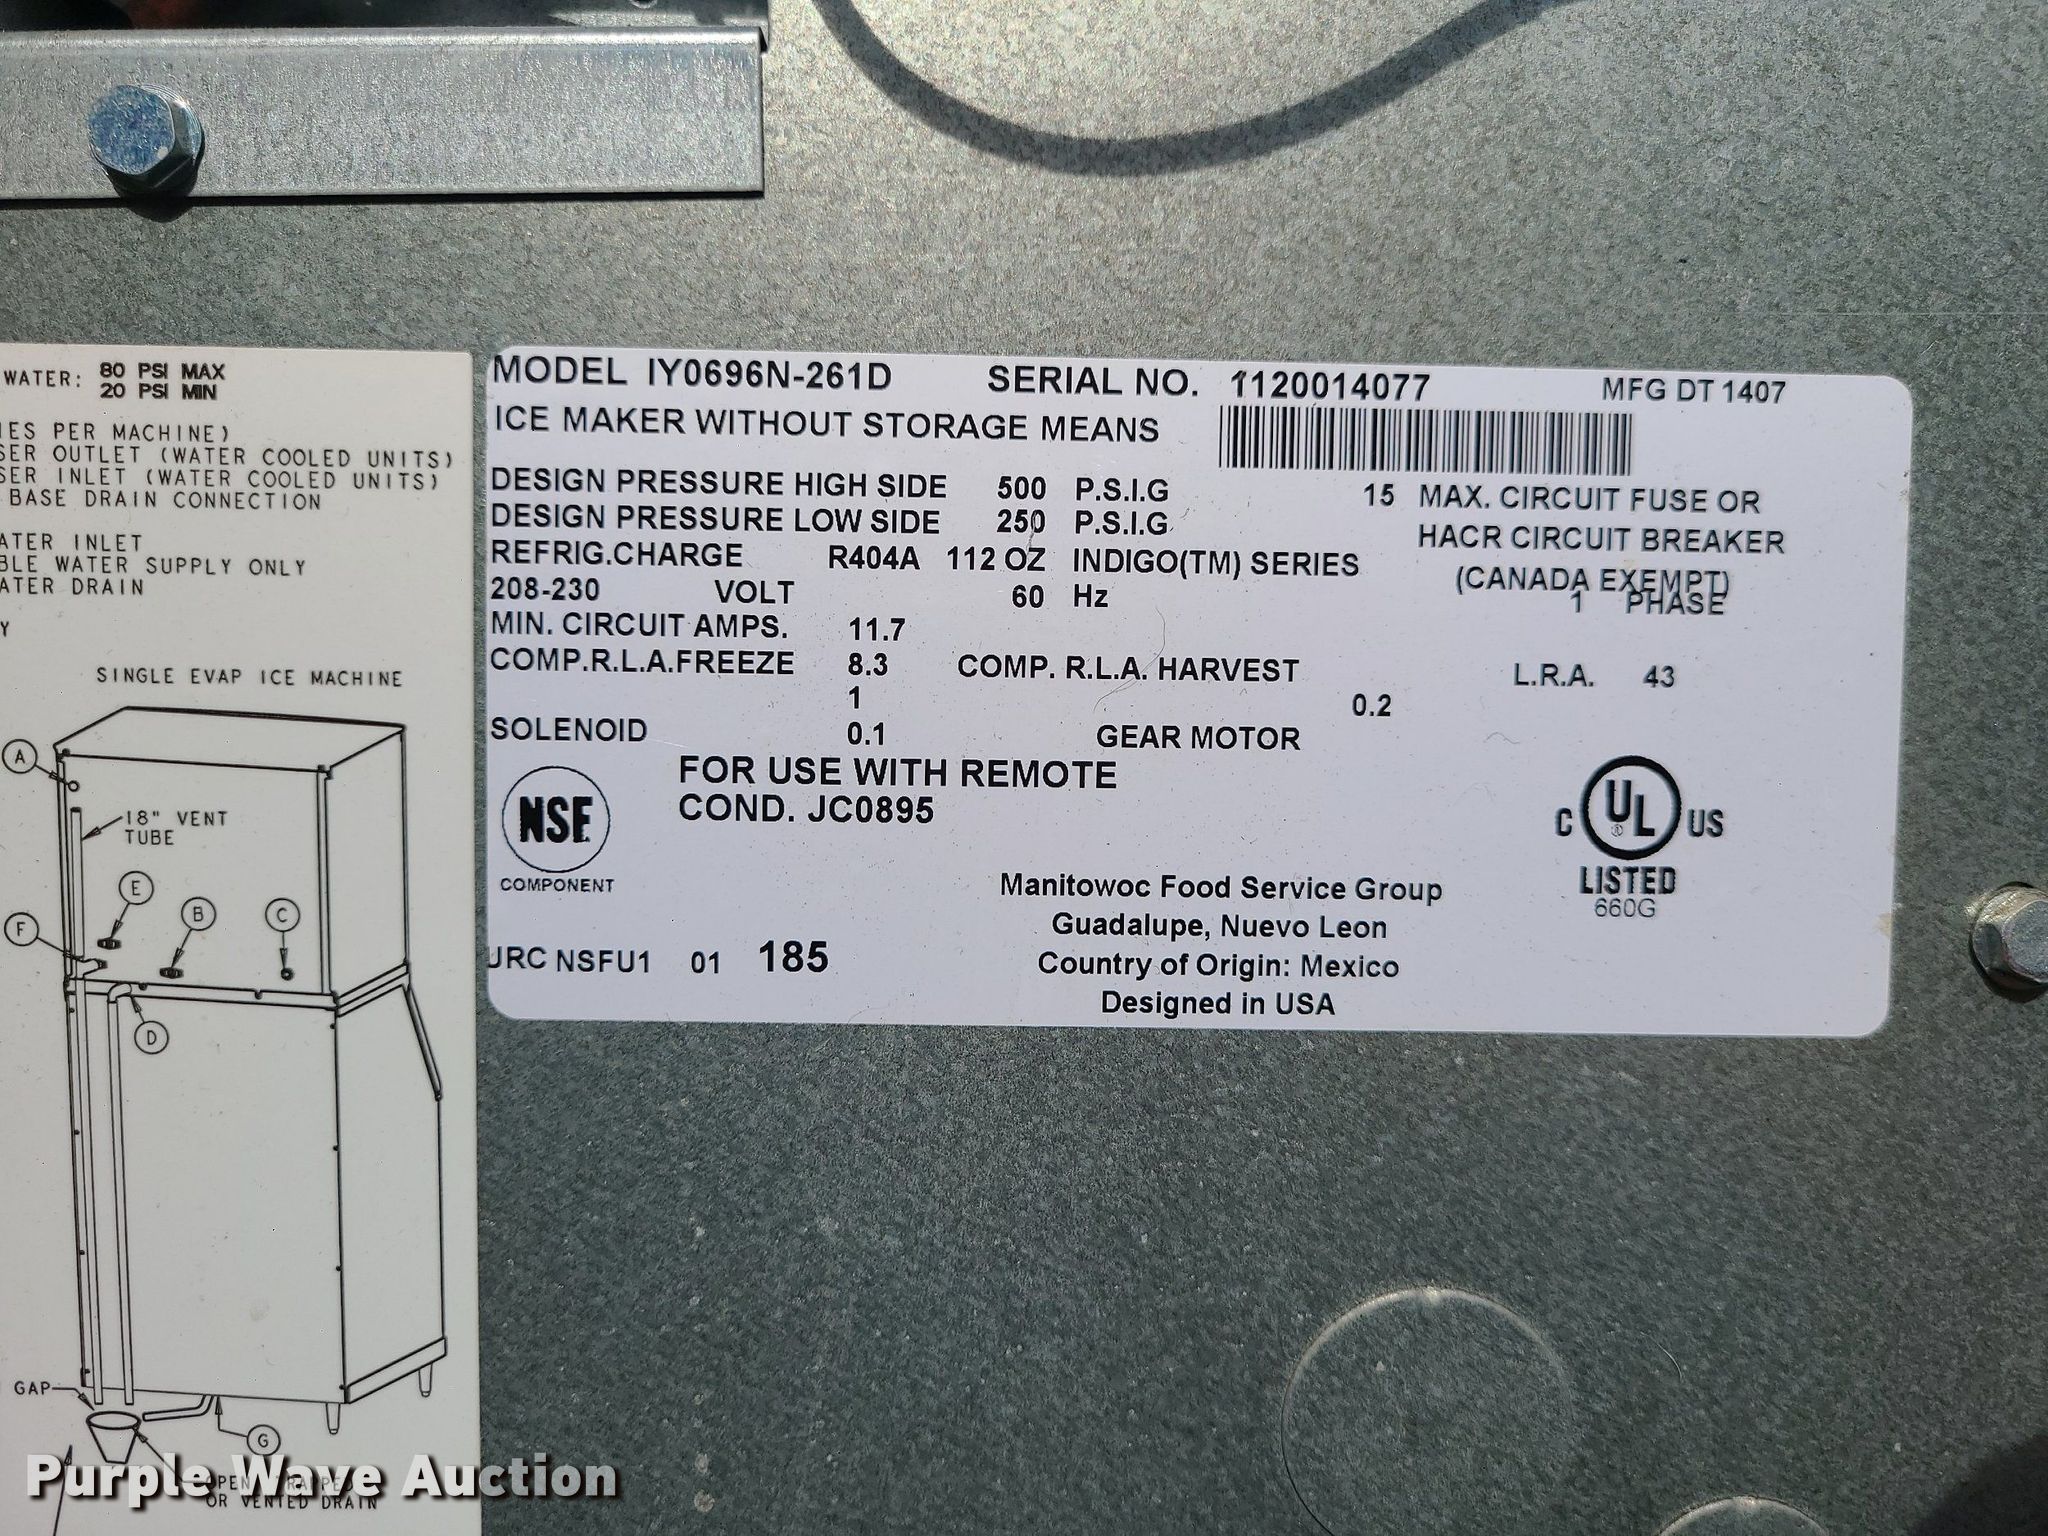 WATER: 80 PSI MAX
20 PSI MIN
IES PER MACHINE)
SER OUTLET (WATER COOLED UNITS)
SER INLET (WATER COOLED UNITS)
BASE DRAIN CONNECTION
ATER INLET
BLE WATER SUPPLY ONLY
ATER DRAIN
Y
SINGLE EVAP ICE MACHINE
A
18" VENT
TUBE
E
B
C
F
D
GAP
G
OPEN, TRAPPED
OR VENTED DRAIN
MODEL IY0696N-261D SERIAL NO. 1120014077 MFG DT 1407
ICE MAKER WITHOUT STORAGE MEANS
DESIGN PRESSURE HIGH SIDE 500 P.S.I.G 15 MAX. CIRCUIT FUSE OR
DESIGN PRESSURE LOW SIDE 250 P.S.I.G HACR CIRCUIT BREAKER
REFRIG.CHARGE R404A 112 OZ INDIGO(TM) SERIES (CANADA EXEMPT)
208-230 VOLT 60 Hz 1 PHASE
MIN. CIRCUIT AMPS. 11.7
COMP.R.L.A.FREEZE 8.3 COMP. R.L.A. HARVEST L.R.A. 43
1 0.2
SOLENOID 0.1 GEAR MOTOR
FOR USE WITH REMOTE
COND. JC0895
NSF
COMPONENT
C UL ® US
LISTED
660G
Manitowoc Food Service Group
Guadalupe, Nuevo Leon
Country of Origin: Mexico
Designed in USA
JRC NSFU1 01 185
Purple Wave Auction